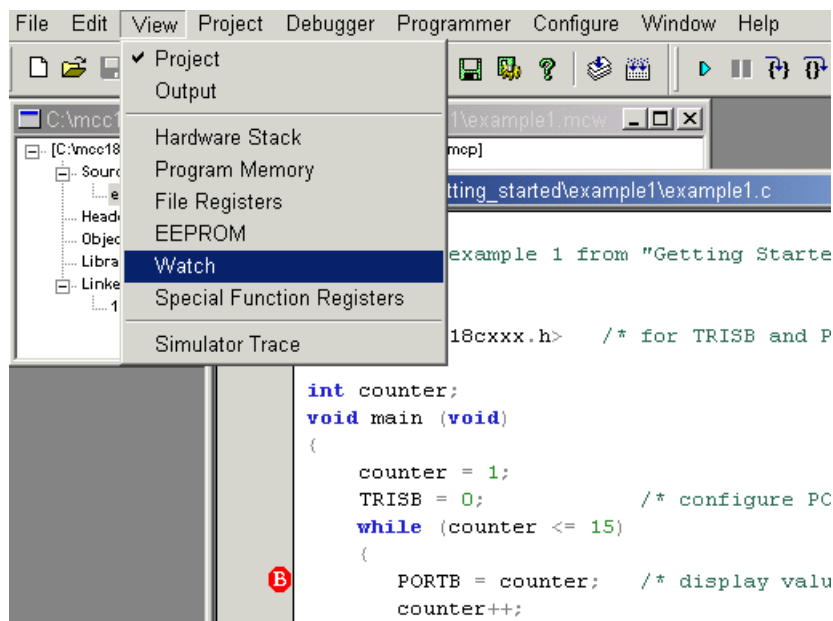 File Edit View Project Debugger Programmer Configure Window Help
Project
Output
Hardware Stack
Program Memory
File Registers
EEPROM
Watch
Special Function Registers
Simulator Trace
C:\mcc1
1\example1.mcw
[C:\mcc18
mcp]
Sourc
e
Head
Objec
Libra
Linke
1
tting_started\example1\example1.c
example 1 from "Getting Starte
18cxxx.h> /* for TRISB and P
int counter;
void main (void)
{
counter = 1;
TRISB = 0; /* configure PO
while (counter <= 15)
{
B PORTB = counter; /* display valu
counter++;